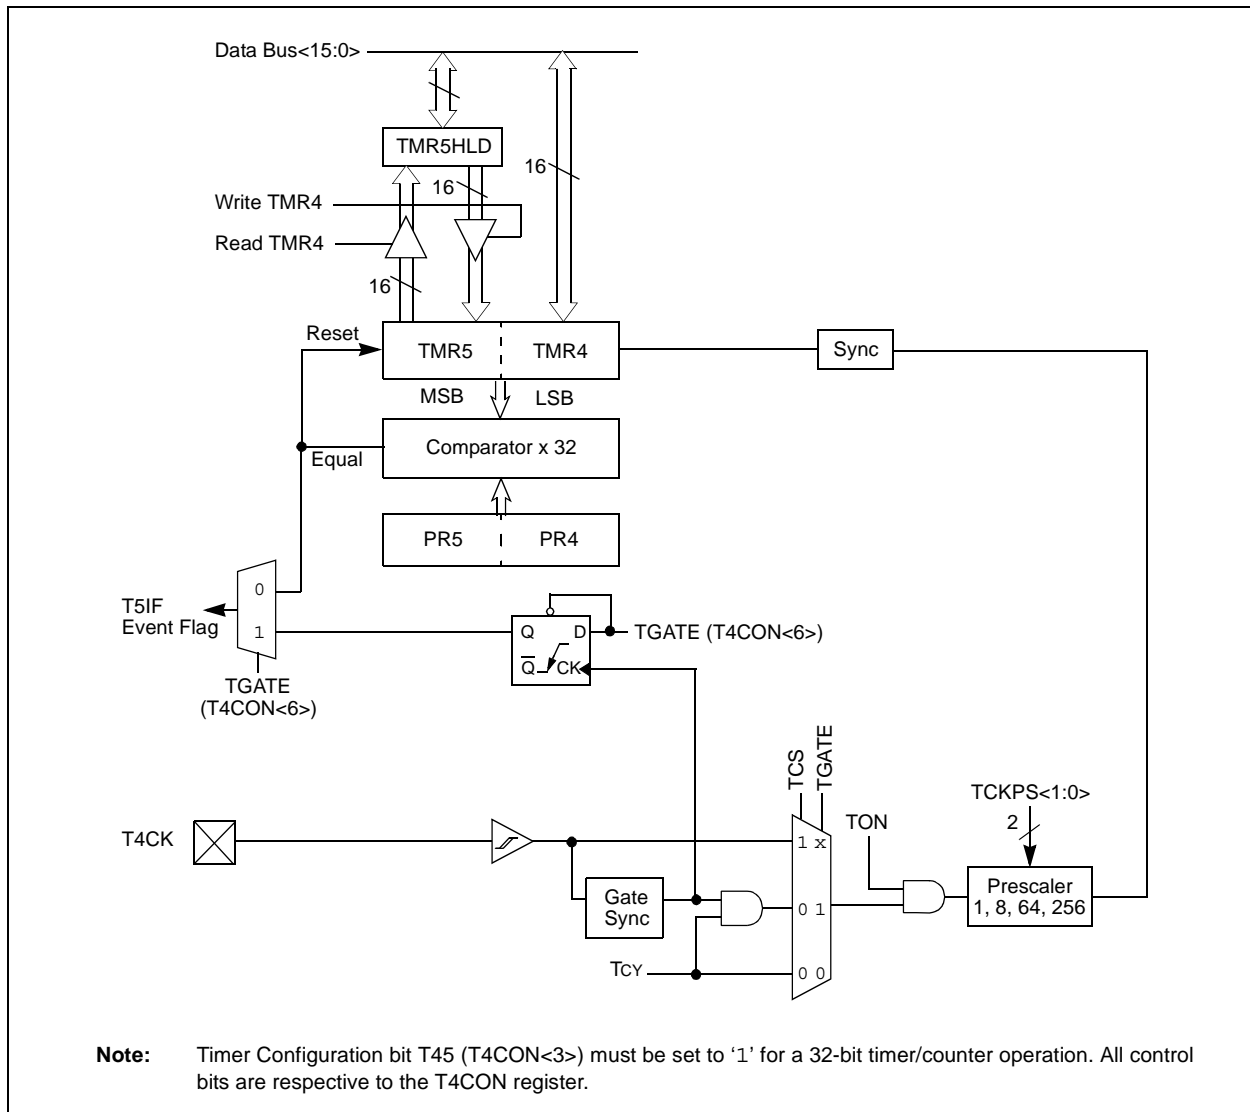 Data Bus<15:0>
TMR5HLD
16
16
Write TMR4
Read TMR4
16
Reset
TMR5
TMR4
Sync
MSB
LSB
Equal
Comparator x 32
PR5
PR4
0
T5IF
Event Flag
1
Q
D
TGATE (T4CON<6>)
Q
CK
TGATE
(T4CON<6>)
TCS
TGATE
TCKPS<1:0>
2
T4CK
TON
1 x
Gate
Sync
0 1
Prescaler
1, 8, 64, 256
TCY
0 0
Note: Timer Configuration bit T45 (T4CON<3>) must be set to ‘1’ for a 32-bit timer/counter operation. All control
bits are respective to the T4CON register.